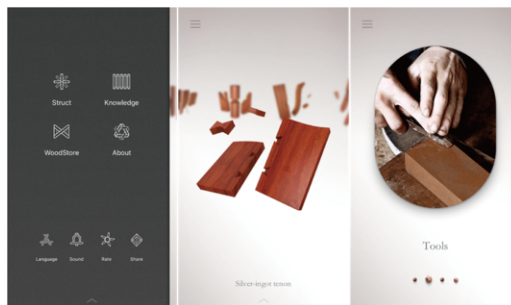 Struct Knowledge
WoodStore About
Language Sound Rate Share
Silver-ingot tenon
Tools